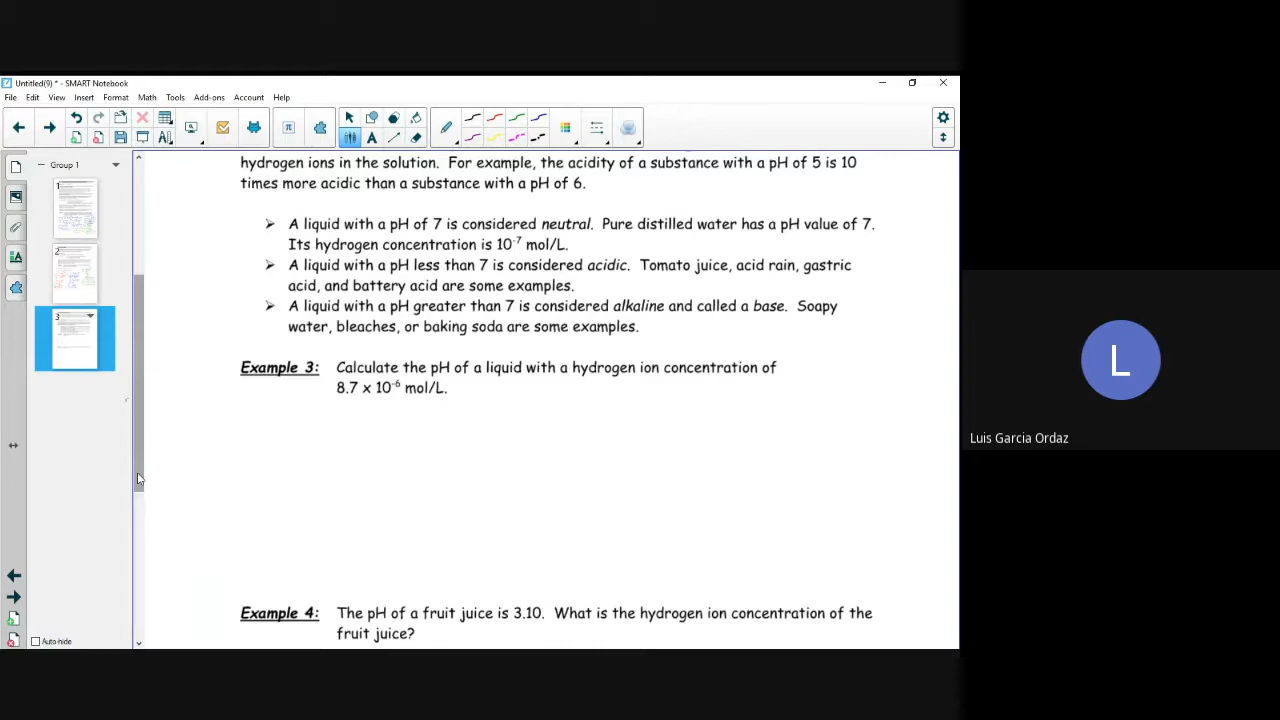 Untitled(9) * - SMART Notebook
File Edit View Insert Format Math Tools Add-ons Account Help
Group 1
1
2
3
hydrogen ions in the solution. For example, the acidity of a substance with a pH of 5 is 10
times more acidic than a substance with a pH of 6.
➢ A liquid with a pH of 7 is considered neutral. Pure distilled water has a pH value of 7.
Its hydrogen concentration is 10⁻⁷ mol/L.
➢ A liquid with a pH less than 7 is considered acidic. Tomato juice, acid rain, gastric
acid, and battery acid are some examples.
➢ A liquid with a pH greater than 7 is considered alkaline and called a base. Soapy
water, bleaches, or baking soda are some examples.
Example 3: Calculate the pH of a liquid with a hydrogen ion concentration of
8.7 x 10⁻⁶ mol/L.
Example 4: The pH of a fruit juice is 3.10. What is the hydrogen ion concentration of the
fruit juice?
Auto-hide
L
Luis Garcia Ordaz